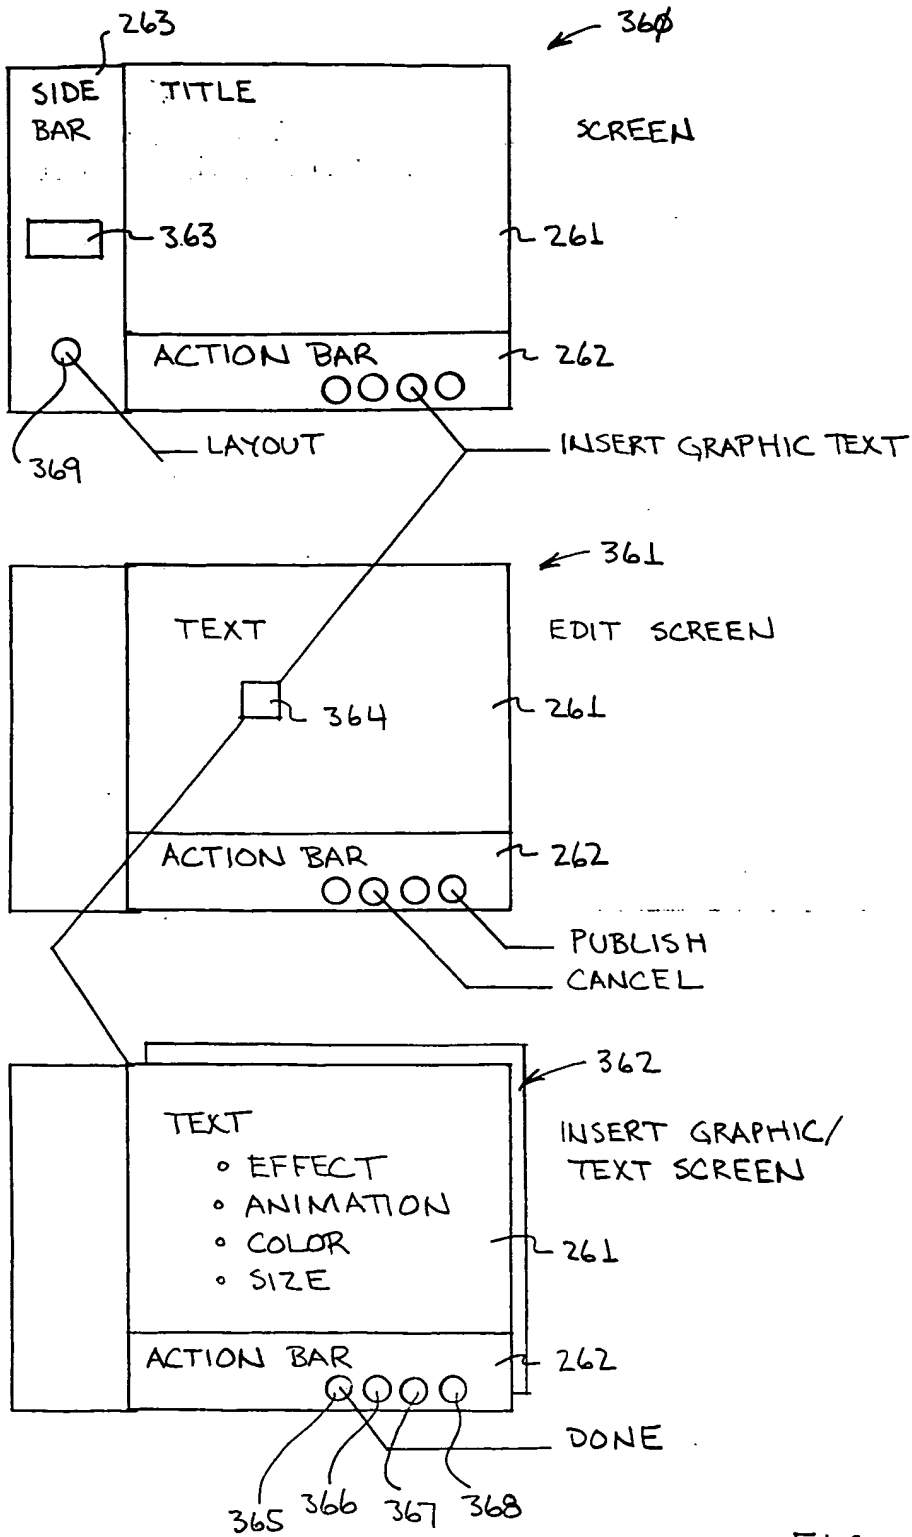 263
360
SIDE BAR
TITLE
SCREEN
363
261
ACTION BAR
262
369
LAYOUT
INSERT GRAPHIC TEXT
361
TEXT
EDIT SCREEN
364
261
ACTION BAR
262
PUBLISH
CANCEL
362
TEXT
INSERT GRAPHIC/
TEXT SCREEN
• EFFECT
• ANIMATION
• COLOR
• SIZE
261
ACTION BAR
262
DONE
365 366 367 368